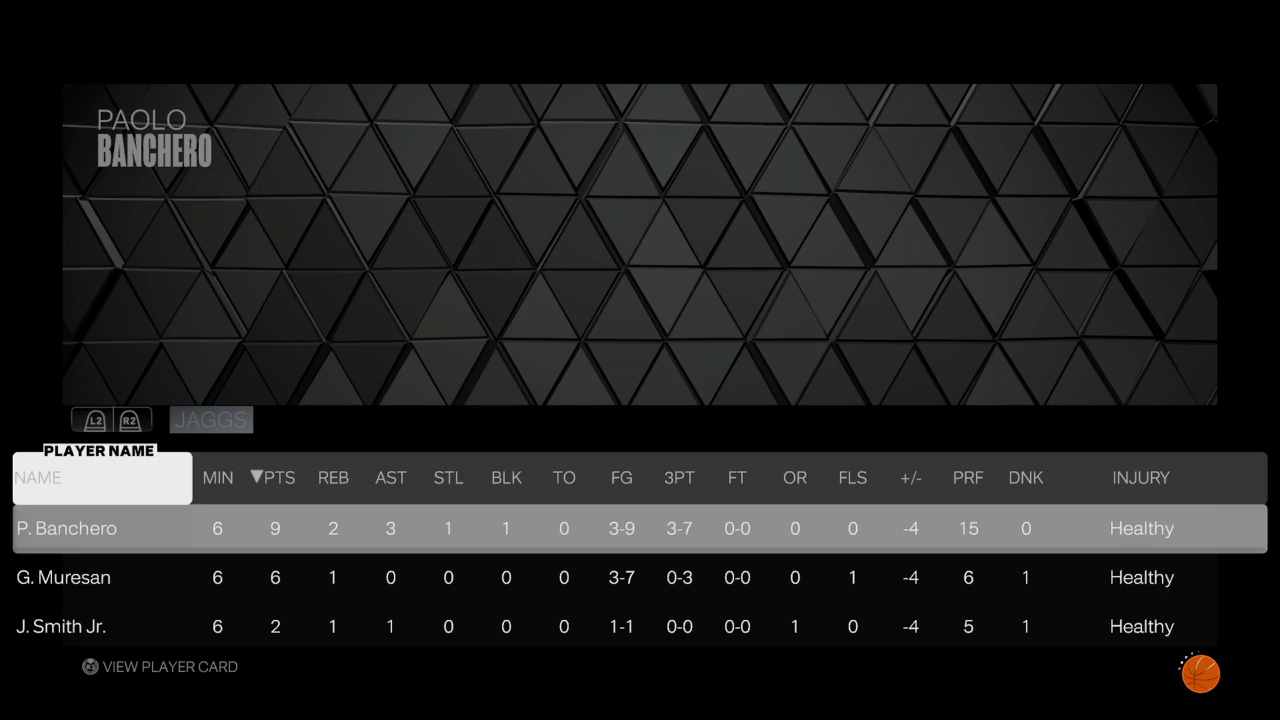 PAOLO
BANCHERO
L2 R2 JAGGS
PLAYER NAME
NAME MIN ▼PTS REB AST STL BLK TO FG 3PT FT OR FLS +/- PRF DNK INJURY
P. Banchero 6 9 2 3 1 1 0 3-9 3-7 0-0 0 0 -4 15 0 Healthy
G. Muresan 6 6 1 0 0 0 0 3-7 0-3 0-0 0 1 -4 6 1 Healthy
J. Smith Jr. 6 2 1 1 0 0 0 1-1 0-0 0-0 1 0 -4 5 1 Healthy
R3 VIEW PLAYER CARD